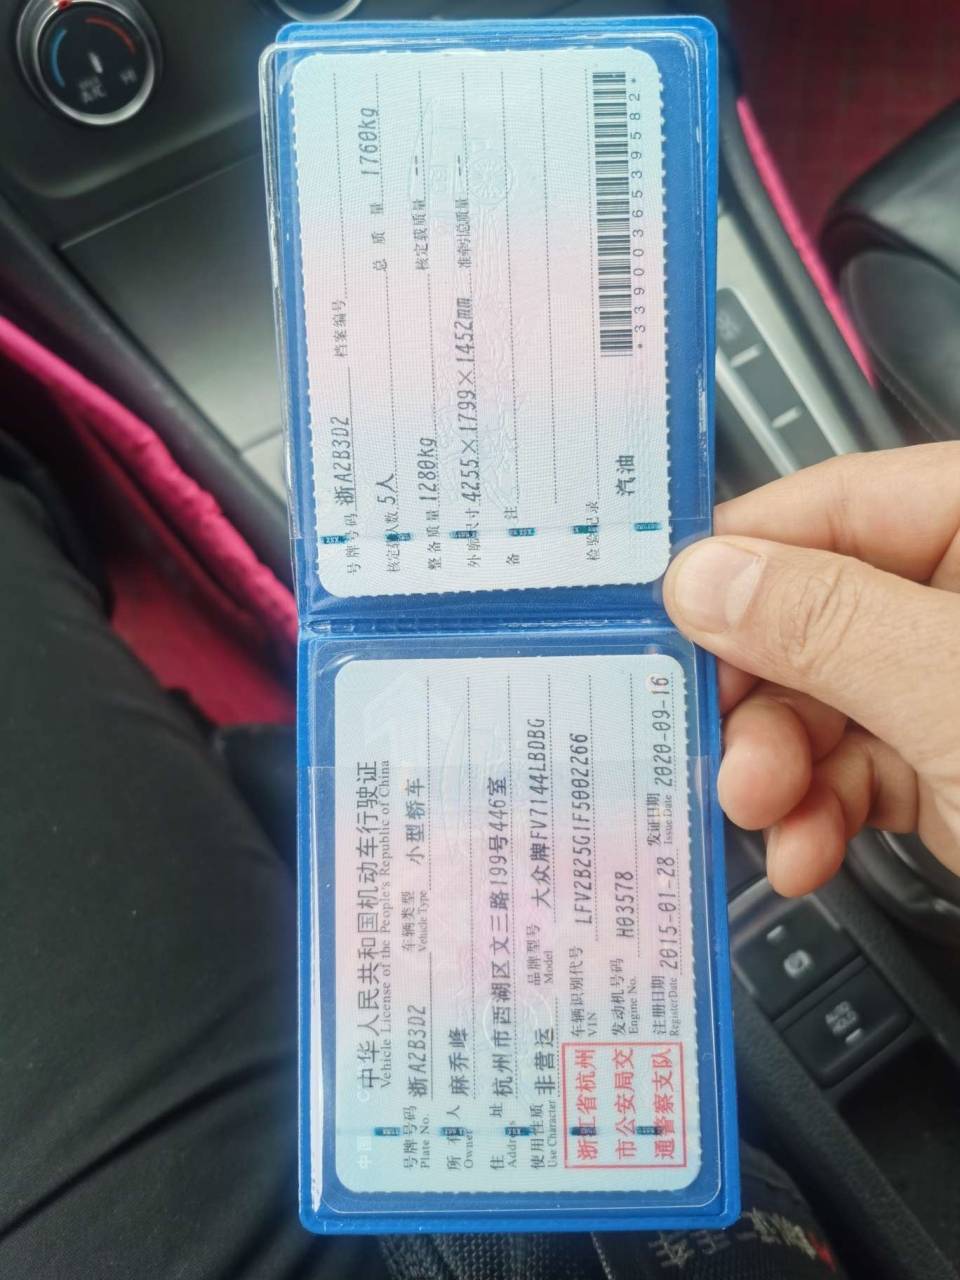 中华人民共和国机动车行驶证
Vehicle License of the People's Republic of China
号牌号码 浙A2B3D2 车辆类型 小型轿车
Plate No. Vehicle Type
所有人 麻乔峰
Owner
住址 杭州市西湖区文三路199号446室
Address
使用性质 非营运 品牌型号 大众牌FV7144LBDBG
Use Character Model
浙江省杭州
市公安局交
通警察支队
车辆识别代号 LFV2B25G1F5002266
VIN
发动机号码 H03578
Engine No.
注册日期 2015-01-28 发证日期 2020-09-16
Register Date Issue Date
号牌号码 浙A2B3D2 档案编号
核定载人数 5人 总质量 1760kg
整备质量 1280kg 核定载质量 --
外廓尺寸 4255×1799×1452mm 准牵引总质量 --
备注
检验记录
汽油
*3390036539582*
A/C
AUTO
HOLD